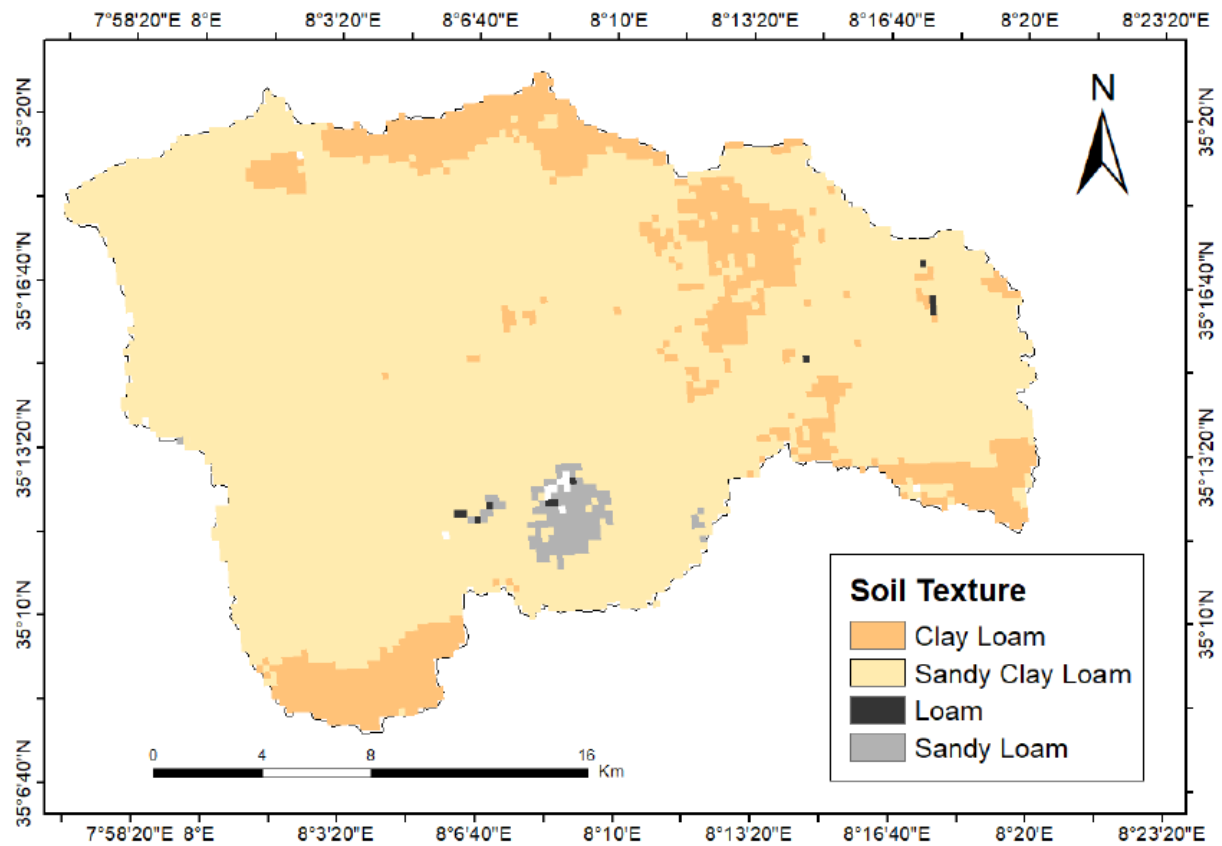 7°58'20"E 8°E 8°3'20"E 8°6'40"E 8°10'E 8°13'20"E 8°16'40"E 8°20'E 8°23'20"E
35°20'N 35°20'N
N
35°16'40"N 35°16'40"N
35°13'20"N 35°13'20"N
35°10'N 35°10'N
35°6'40"N
Soil Texture
Clay Loam
Sandy Clay Loam
Loam
Sandy Loam
0 4 8 16
Km
7°58'20"E 8°E 8°3'20"E 8°6'40"E 8°10'E 8°13'20"E 8°16'40"E 8°20'E 8°23'20"E